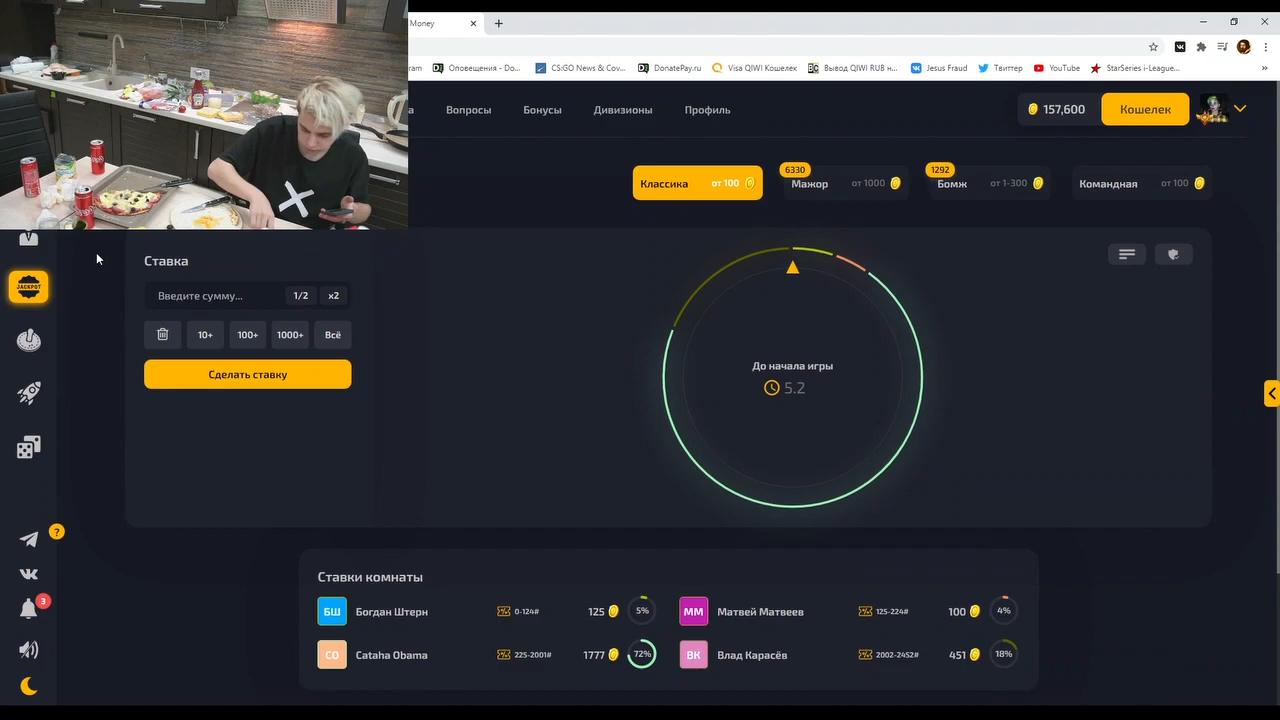 Money
ram
Оповещения - Do...
CS:GO News & Cov...
DonatePay.ru
Visa QIWI Кошелек
Вывод QIWI RUB н...
Jesus Fraud
Твиттер
YouTube
StarSeries i-League...
»
а
Вопросы
Бонусы
Дивизионы
Профиль
157,600
Кошелек
Классика
от 100
6330
Мажор
от 1000
1292
Бомж
от 1-300
Командная
от 100
JACKPOT
Ставка
Введите сумму...
1/2
x2
10+
100+
1000+
Всё
Сделать ставку
До начала игры
5.2
?
3
Ставки комнаты
БШ
Богдан Штерн
0-124#
125
5%
ММ
Матвей Матвеев
125-224#
100
4%
CO
Cataha Obama
225-2001#
1777
72%
ВК
Влад Карасёв
2002-2452#
451
18%